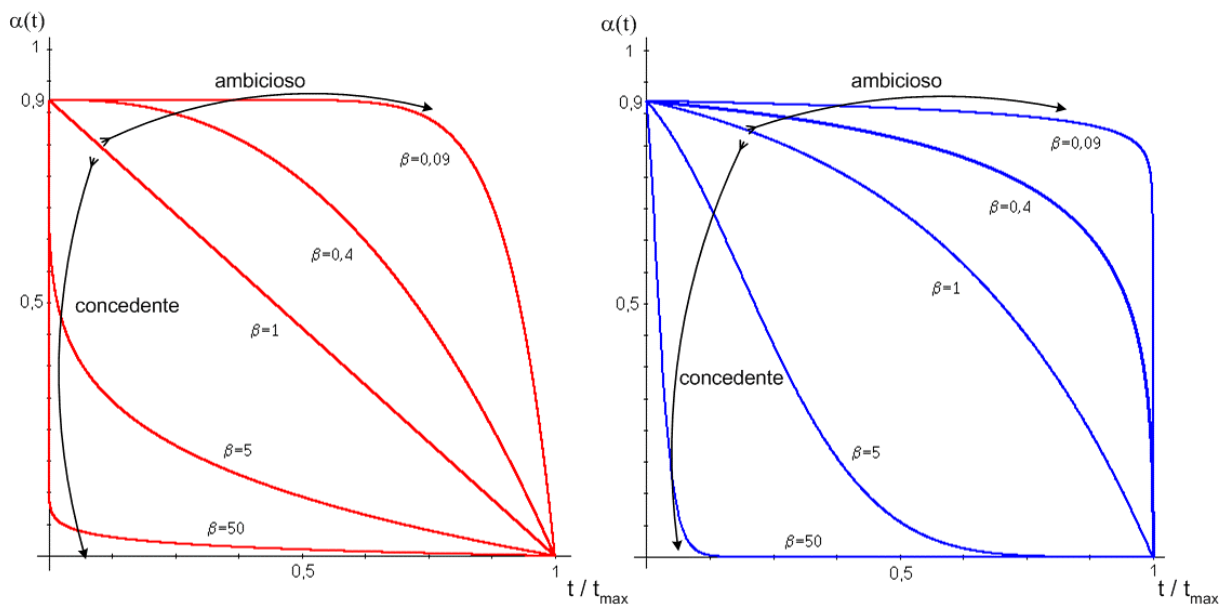 α(t)
1
ambicioso
0,9
β=0,09
β=0,4
0,5
concedente
β=1
β=5
β=50
0,5
1
t / tmax
α(t)
1
ambicioso
0,9
β=0,09
β=0,4
β=1
0,5
concedente
β=5
β=50
0,5
1
t / tmax